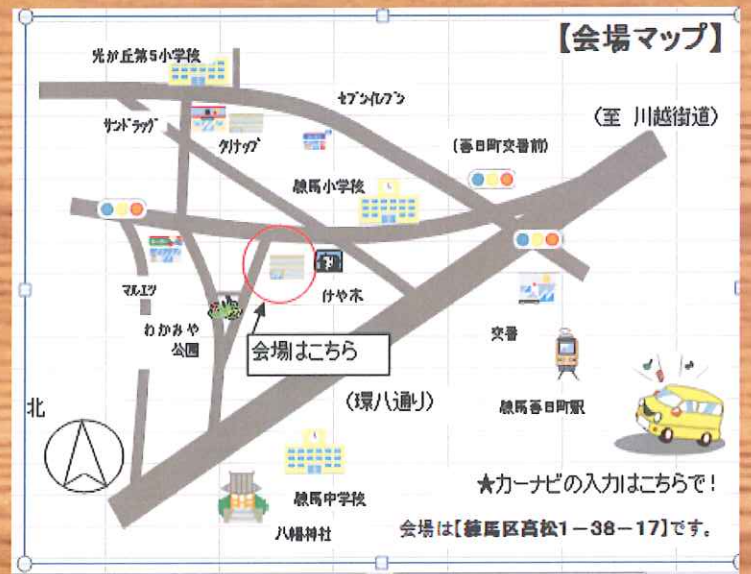 【会場マップ】
光が丘第5小学校
セブンイレブン
サンドラッグ
クリナップ
(至 川越街道)
(春日町交番前)
練馬小学校
マルエツ
けや木
わかみや
公園
会場はこちら
交番
北
(環八通り)
練馬春日町駅
練馬中学校
八幡神社
★カーナビの入力はこちらで！
会場は【練馬区高松1－38－17】です。